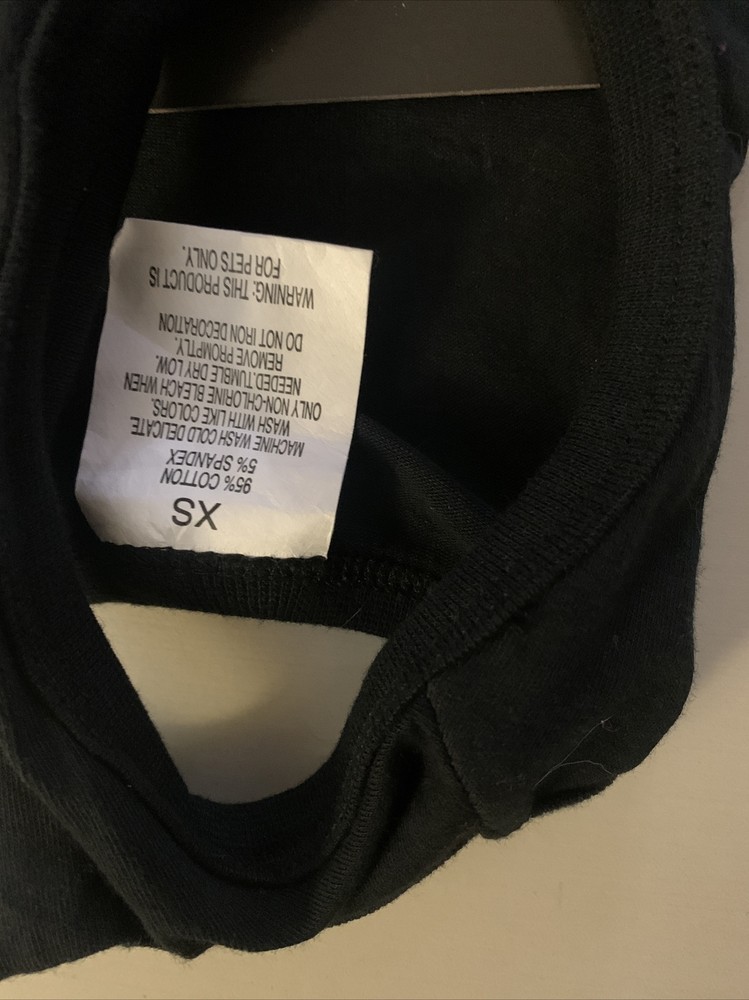 XS
95% COTTON
5% SPANDEX
MACHINE WASH COLD DELICATE.
WASH WITH LIKE COLORS.
ONLY NON-CHLORINE BLEACH WHEN
NEEDED.TUMBLE DRY LOW.
REMOVE PROMPTLY.
DO NOT IRON DECORATION
WARNING: THIS PRODUCT IS
FOR PETS ONLY.